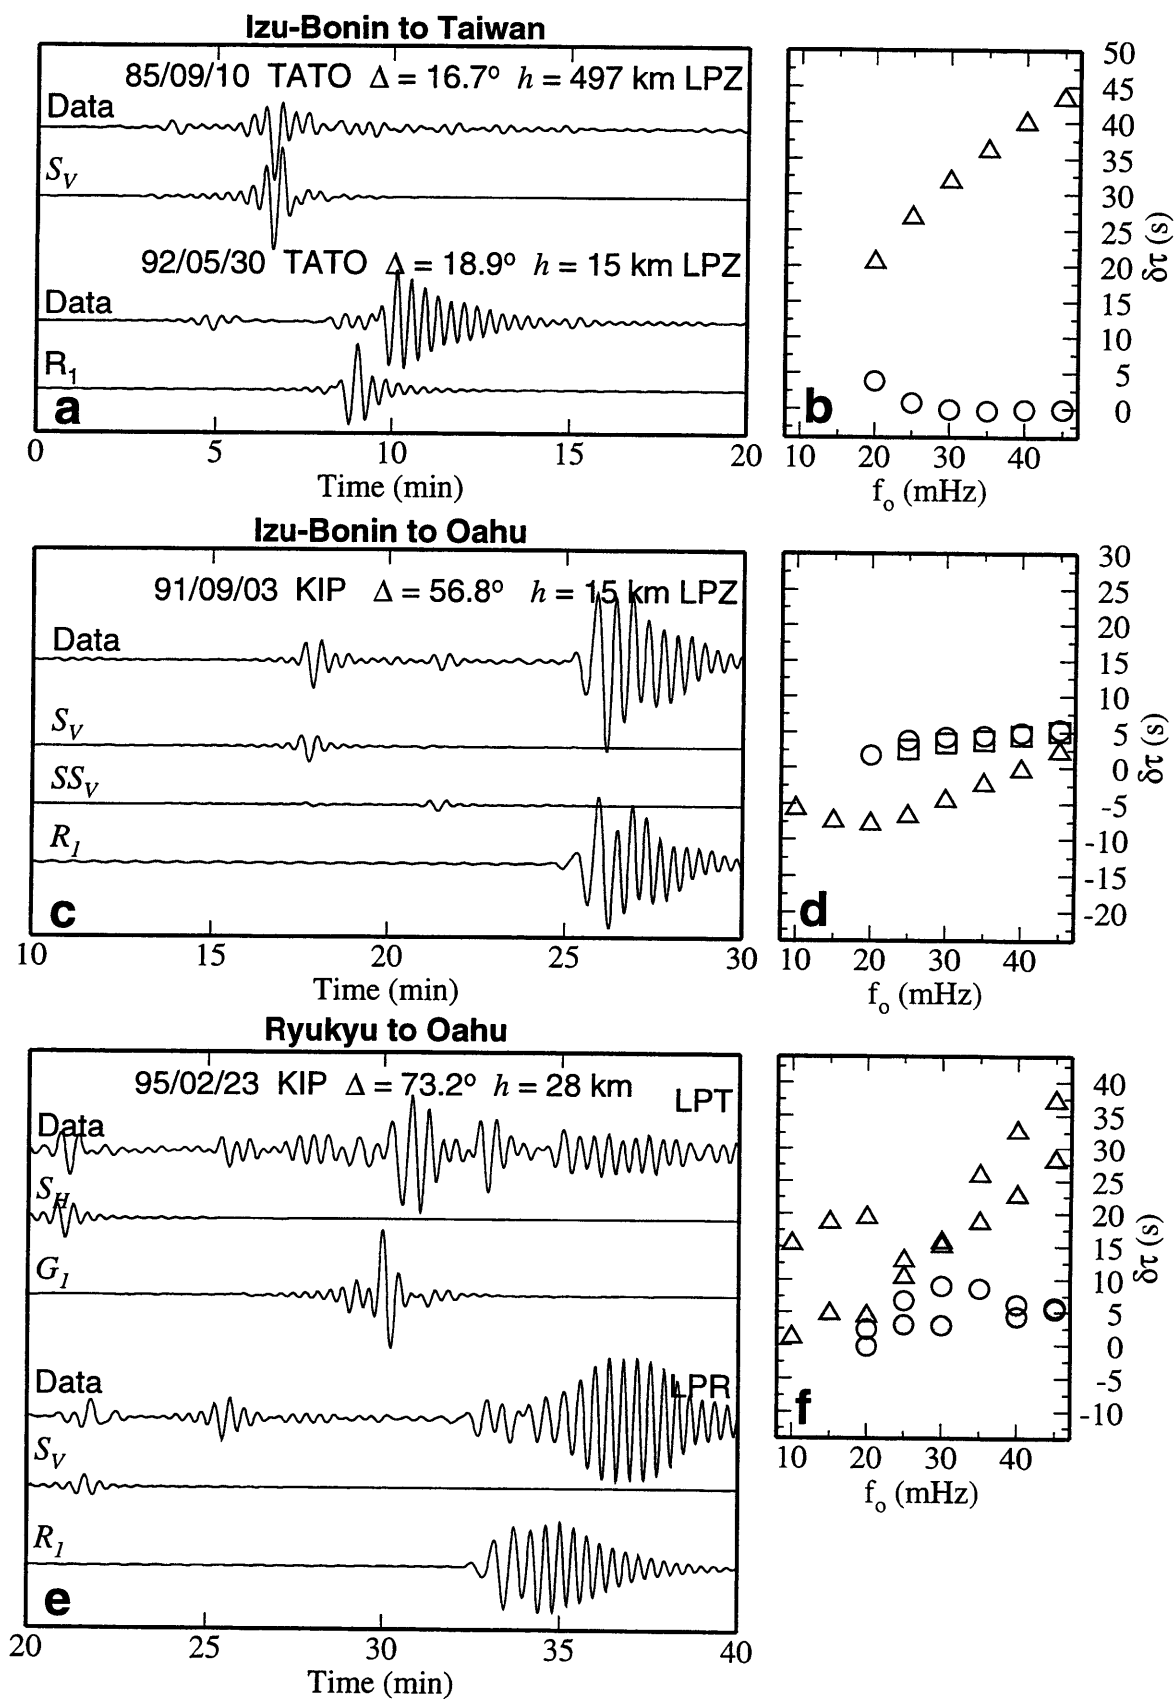 Izu-Bonin to Taiwan
85/09/10 TATO Δ = 16.7° h = 497 km LPZ
Data
S_V
92/05/30 TATO Δ = 18.9° h = 15 km LPZ
Data
R_1
a
0 5 10 15 20
Time (min)
50
45
40
35
30
25
20
15
10
5
0
δτ (s)
b
10 20 30 40
f_o (mHz)
Izu-Bonin to Oahu
91/09/03 KIP Δ = 56.8° h = 15 km LPZ
Data
S_V
SS_V
R_1
c
10 15 20 25 30
Time (min)
30
25
20
15
10
5
0
-5
-10
-15
-20
δτ (s)
d
10 20 30 40
f_o (mHz)
Ryukyu to Oahu
95/02/23 KIP Δ = 73.2° h = 28 km
LPT
Data
S_H
G_1
Data
LPR
S_V
R_1
e
20 25 30 35 40
Time (min)
40
35
30
25
20
15
10
5
0
-5
-10
δτ (s)
f
10 20 30 40
f_o (mHz)